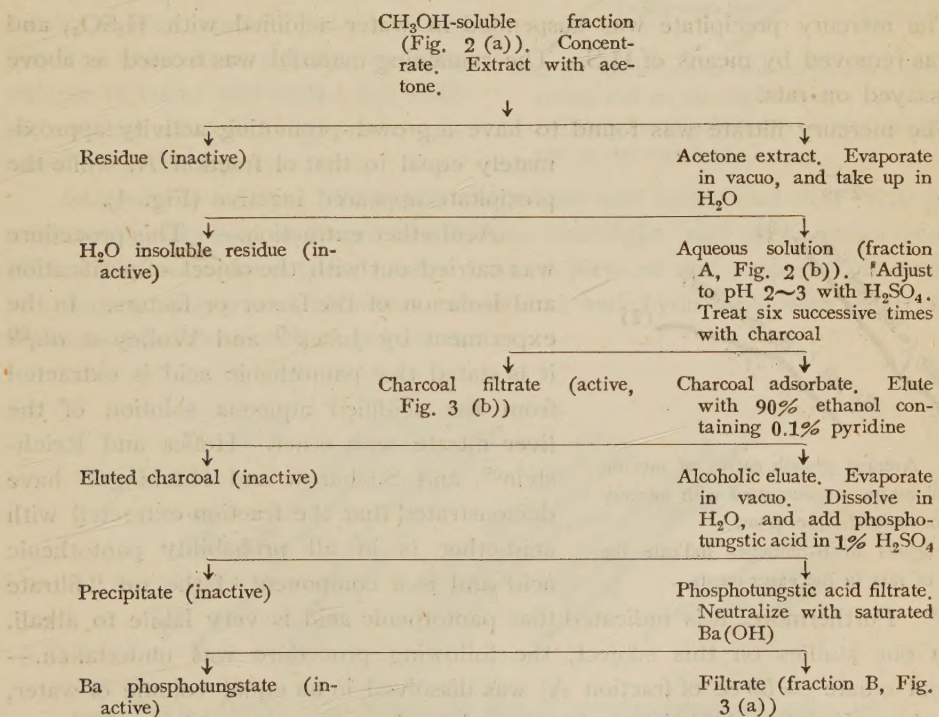 CH₃OH-soluble fraction
(Fig. 2 (a)). Concent-
rate. Extract with ace-
tone.
Residue (inactive)
Acetone extract. Evaporate
in vacuo, and take up in
H₂O
H₂O insoluble residue (in-
active)
Aqueous solution (fraction
A, Fig. 2 (b)). Adjust
to pH 2~3 with H₂SO₄.
Treat six successive times
with charcoal
Charcoal filtrate (active,
Fig. 3 (b))
Charcoal adsorbate. Elute
with 90% ethanol con-
taining 0.1% pyridine
Eluted charcoal (inactive)
Alcoholic eluate. Evaporate
in vacuo. Dissolve in
H₂O, and add phospho-
tungstic acid in 1% H₂SO₄
Precipitate (inactive)
Phosphotungstic acid filtrate.
Neutralize with saturated
Ba(OH)
Ba phosphotungstate (in-
active)
Filtrate (fraction B, Fig.
3 (a))